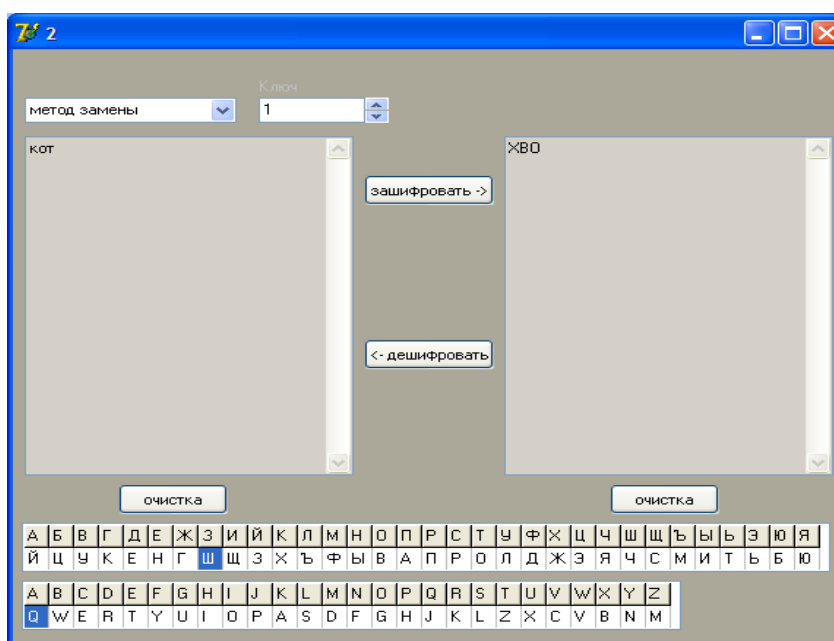 2
Ключ
метод замены 1
кот
ХВО
зашифровать ->
<- дешифровать
очистка очистка
А Б В Г Д Е Ж З И Й К Л М Н О П Р С Т У Ф Х Ц Ч Ш Щ Ъ Ы Ь Э Ю Я
Й Ц У К Е Н Г Ш Щ З Х Ъ Ф Ы В А П Р О Л Д Ж Э Я Ч С М И Т Ь Б Ю
A B C D E F G H I J K L M N O P Q R S T U V W X Y Z
Q W E R T Y U I O P A S D F G H J K L Z X C V B N M